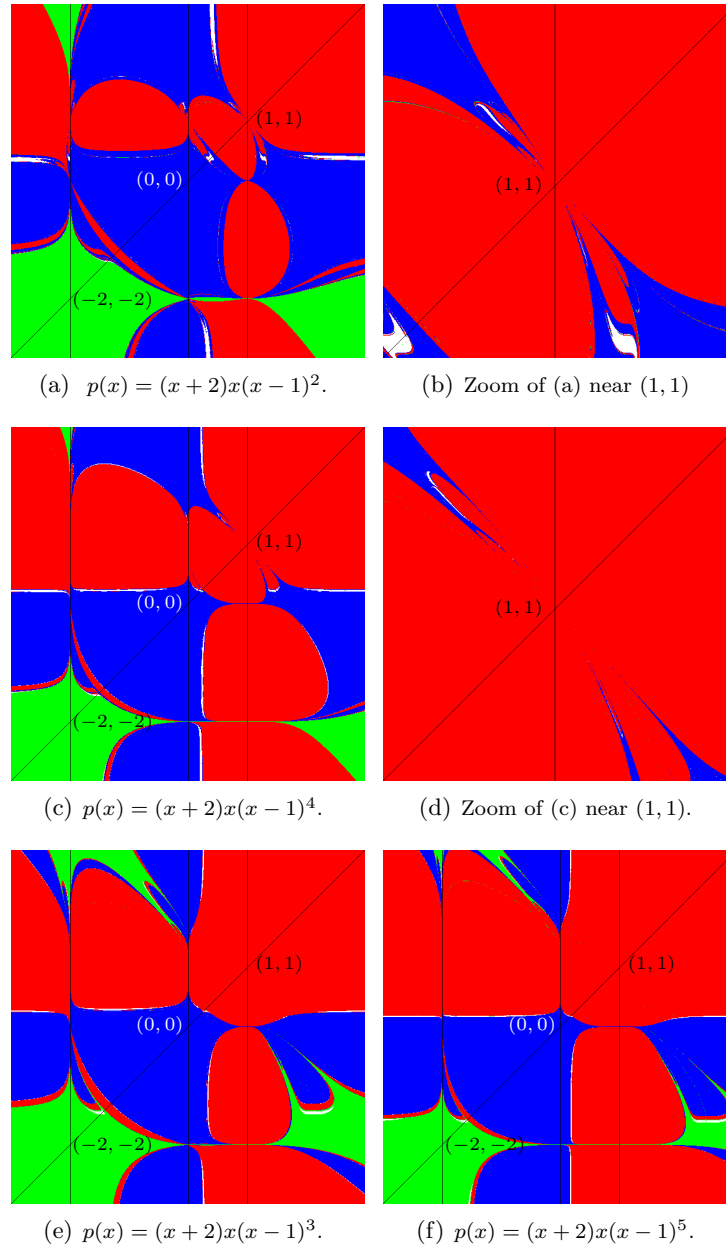 (1, 1)
(0, 0)
(−2, −2)
(1, 1)
(a) p(x) = (x + 2)x(x − 1)².
(b) Zoom of (a) near (1, 1)
(1, 1)
(0, 0)
(−2, −2)
(1, 1)
(c) p(x) = (x + 2)x(x − 1)⁴.
(d) Zoom of (c) near (1, 1).
(1, 1)
(0, 0)
(−2, −2)
(1, 1)
(0, 0)
(−2, −2)
(e) p(x) = (x + 2)x(x − 1)³.
(f) p(x) = (x + 2)x(x − 1)⁵.